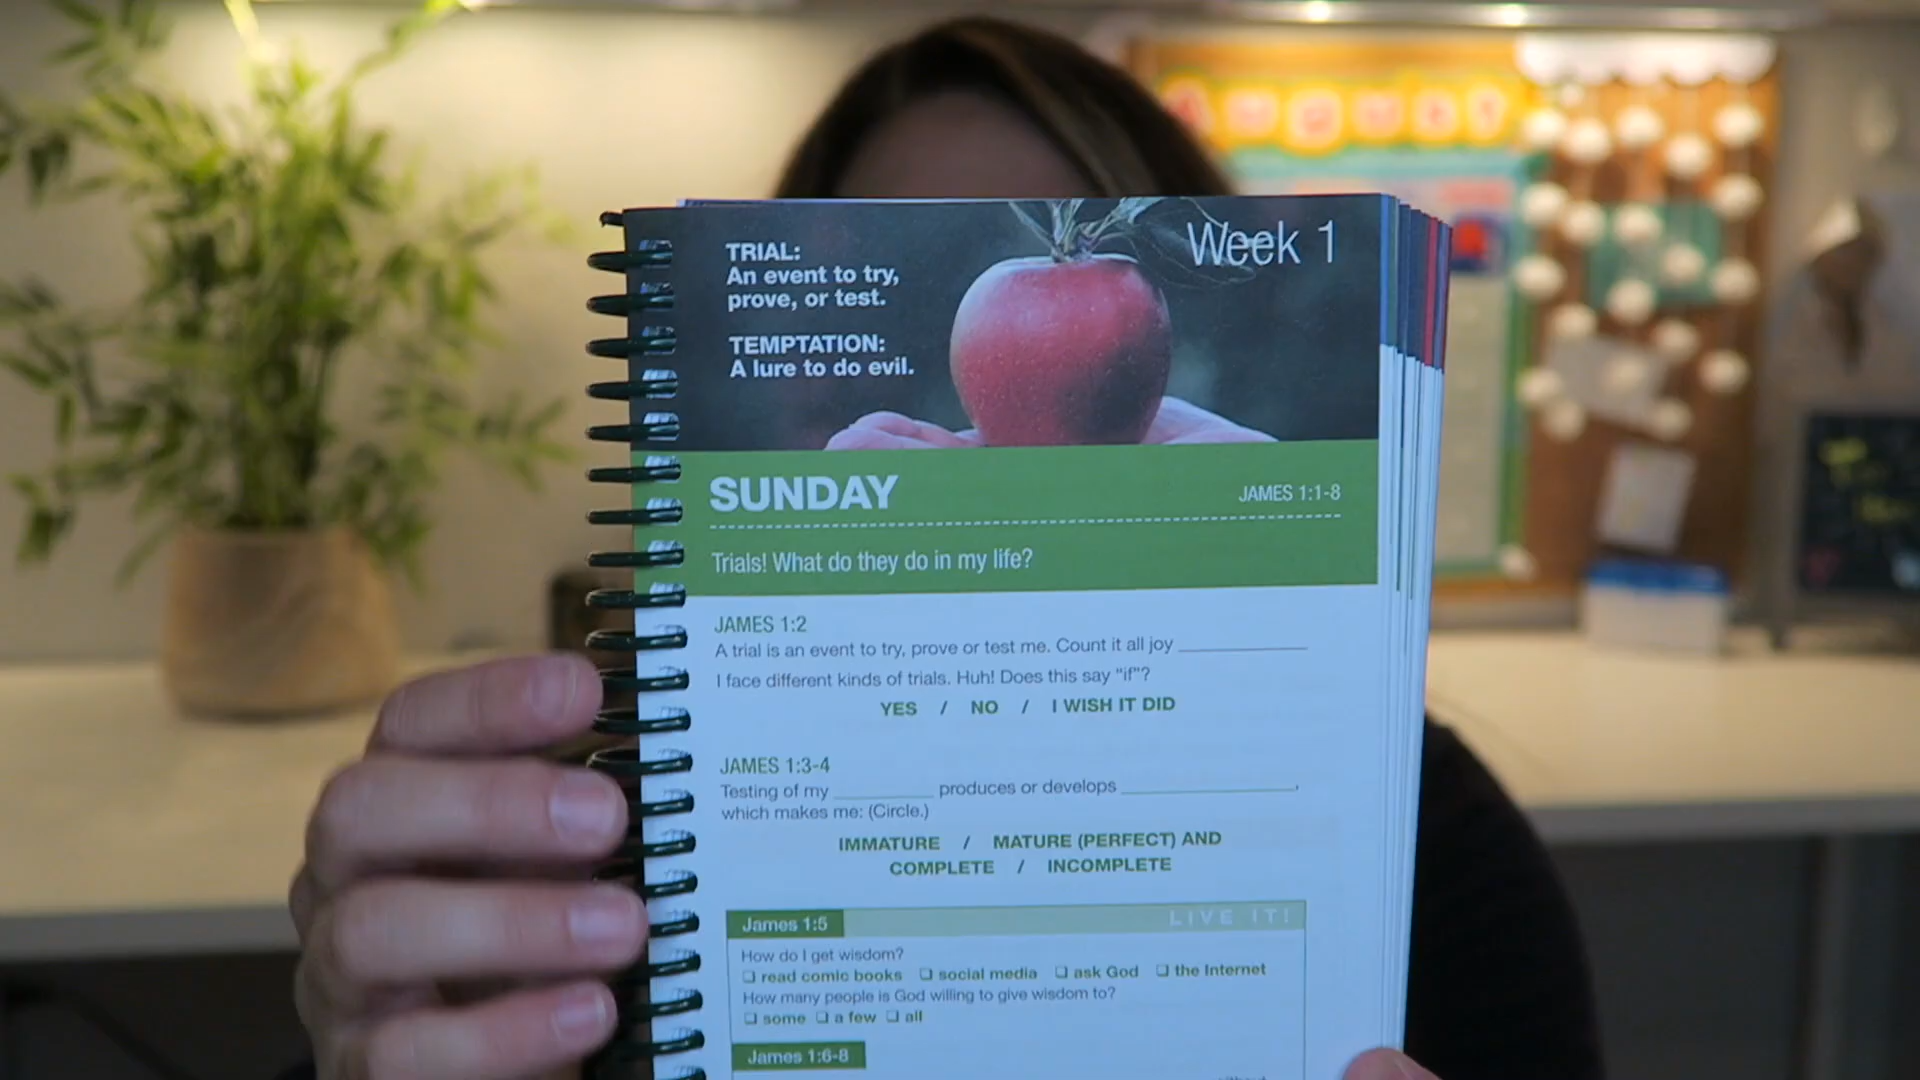 Week 1
TRIAL:
An event to try,
prove, or test.
TEMPTATION:
A lure to do evil.
SUNDAY
JAMES 1:1-8
Trials! What do they do in my life?
JAMES 1:2
A trial is an event to try, prove or test me. Count it all joy ____________
I face different kinds of trials. Huh! Does this say “if”?
YES / NO / I WISH IT DID
JAMES 1:3-4
Testing of my __________ produces or develops _________________,
which makes me: (Circle.)
IMMATURE / MATURE (PERFECT) AND
COMPLETE / INCOMPLETE
James 1:5
LIVE IT!
How do I get wisdom?
❑ read comic books ❑ social media ❑ ask God ❑ the Internet
How many people is God willing to give wisdom to?
❑ some ❑ a few ❑ all
James 1:6-8